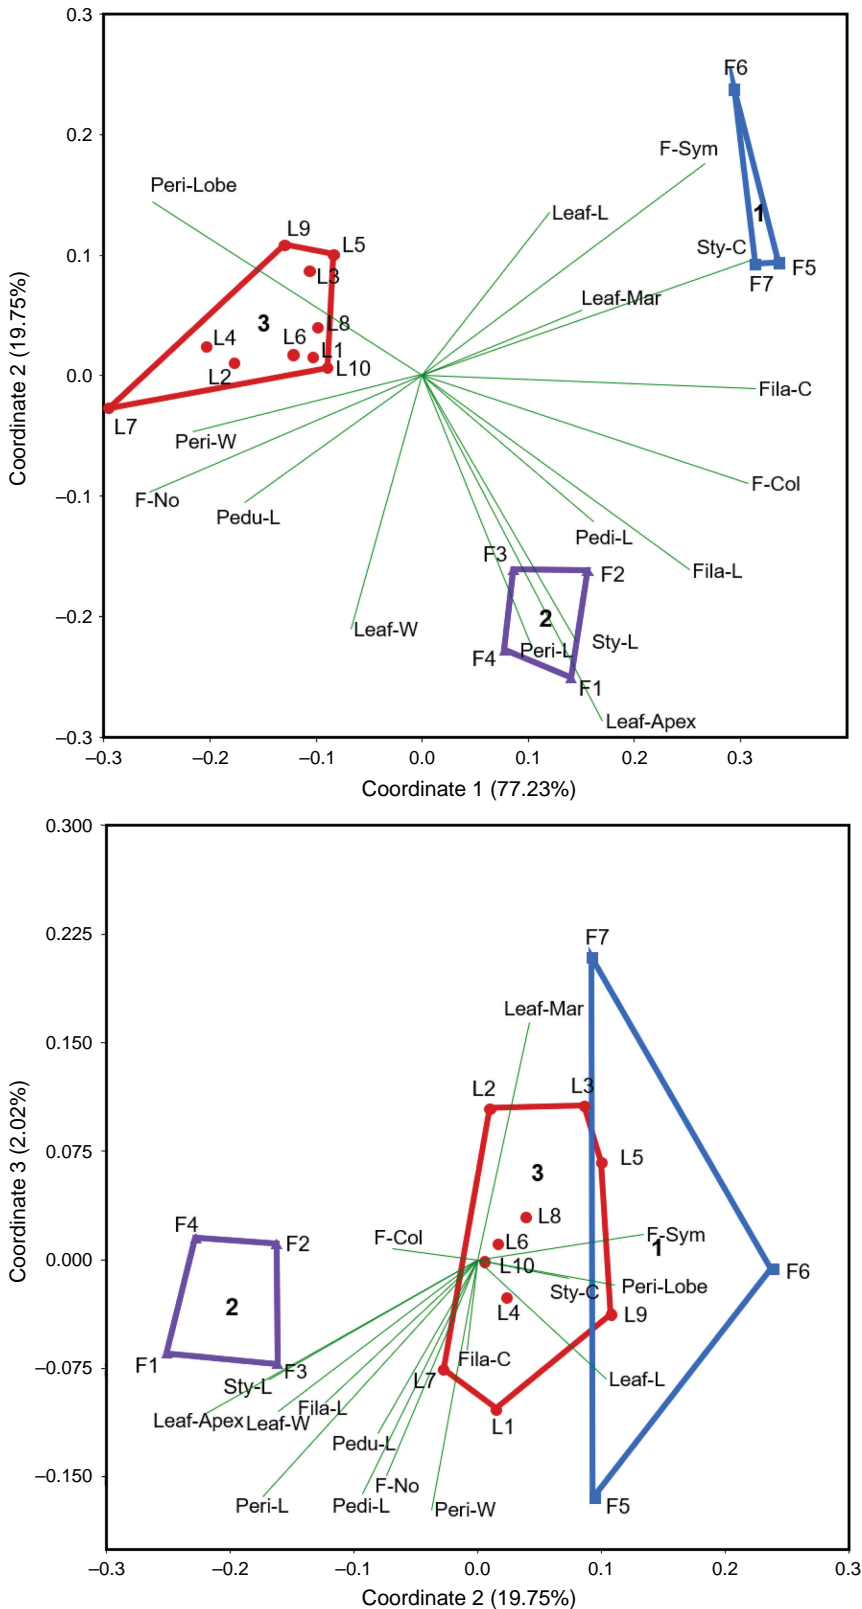 0.3
F6
F-Sym
0.2
Peri-Lobe
Leaf-L
1
L9
L5
Sty-C
F5
0.1
L3
F7
Leaf-Mar
3
L8
L4
L6
L1
L2
L10
0.0
Fila-C
L7
Peri-W
F-Col
–0.1
F-No
Pedu-L
Pedi-L
F3
Fila-L
F2
–0.2
2
Leaf-W
Sty-L
F4
Peri-L
F1
Leaf-Apex
–0.3
Coordinate 2 (19.75%)
–0.3 –0.2 –0.1 0.0 0.1 0.2 0.3
Coordinate 1 (77.23%)
0.300
0.225
F7
Leaf-Mar
0.150
L2
L3
0.075
L5
3
L8
F4
F-Col
L6
F-Sym
F2
1
0.000
L10
F6
Peri-Lobe
Sty-C
2
L4
L9
F1
Fila-C
–0.075
F3
L7
Leaf-L
Sty-L
Leaf-Apex
Leaf-W
Fila-L
L1
Pedu-L
–0.150
F-No
Peri-L
Pedi-L
Peri-W
F5
Coordinate 3 (2.02%)
–0.3 –0.2 –0.1 0.0 0.1 0.2 0.3
Coordinate 2 (19.75%)